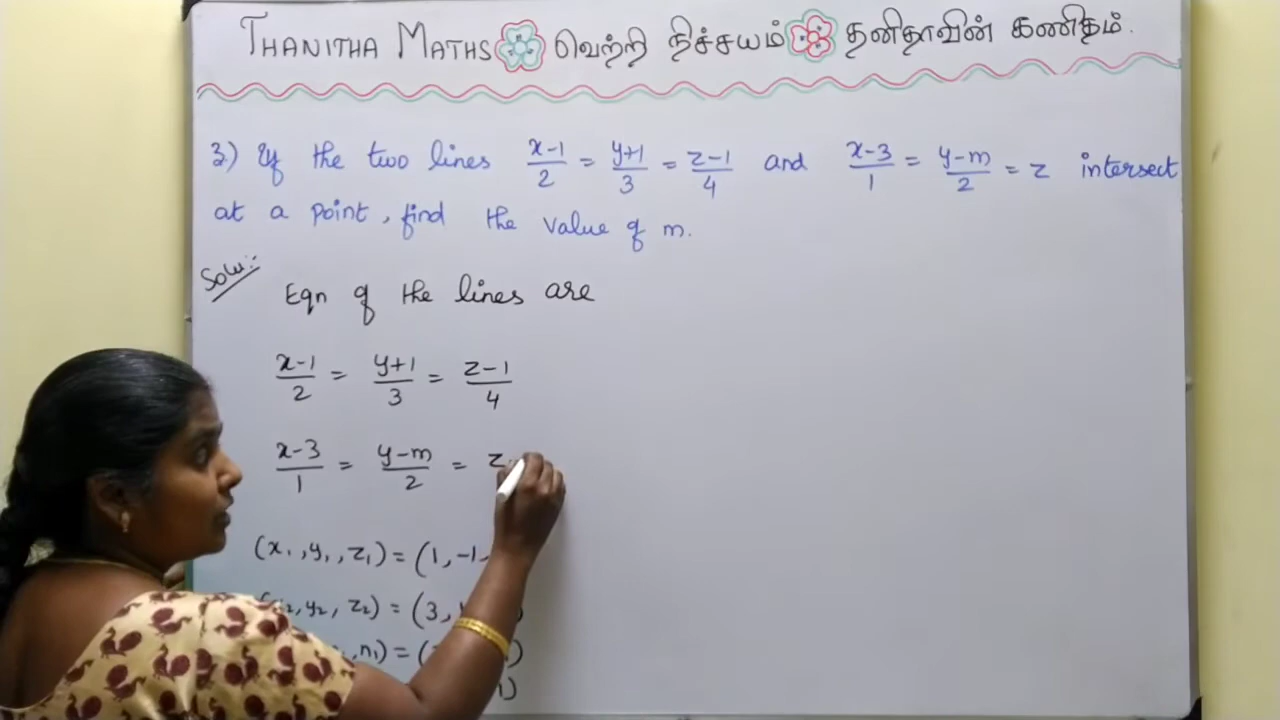 THANITHA MATHS வெற்றி நிச்சயம் தனிதாவின் கணிதம்.
3) If the two lines (x-1)/2 = (y+1)/3 = (z-1)/4 and (x-3)/1 = (y-m)/2 = z intersect
at a point, find the value of m.
Solu:-
Eqn of the lines are
(x-1)/2 = (y+1)/3 = (z-1)/4
(x-3)/1 = (y-m)/2 = z
(x₁, y₁, z₁) = (1, -1,
y₂, z₂) = (3,
, n₁) = (